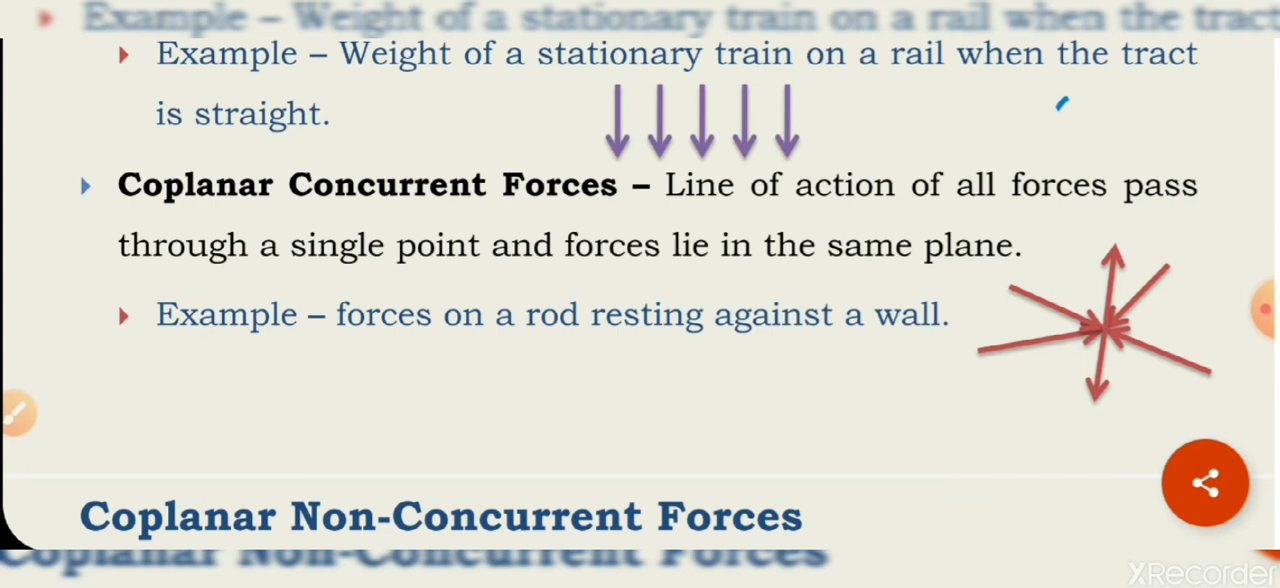 Example – Weight of a stationary train on a rail when the tract
Example – Weight of a stationary train on a rail when the tract
is straight.
Coplanar Concurrent Forces – Line of action of all forces pass
through a single point and forces lie in the same plane.
Example – forces on a rod resting against a wall.
Coplanar Non-Concurrent Forces
Coplanar Non-Concurrent Forces
XRecorder